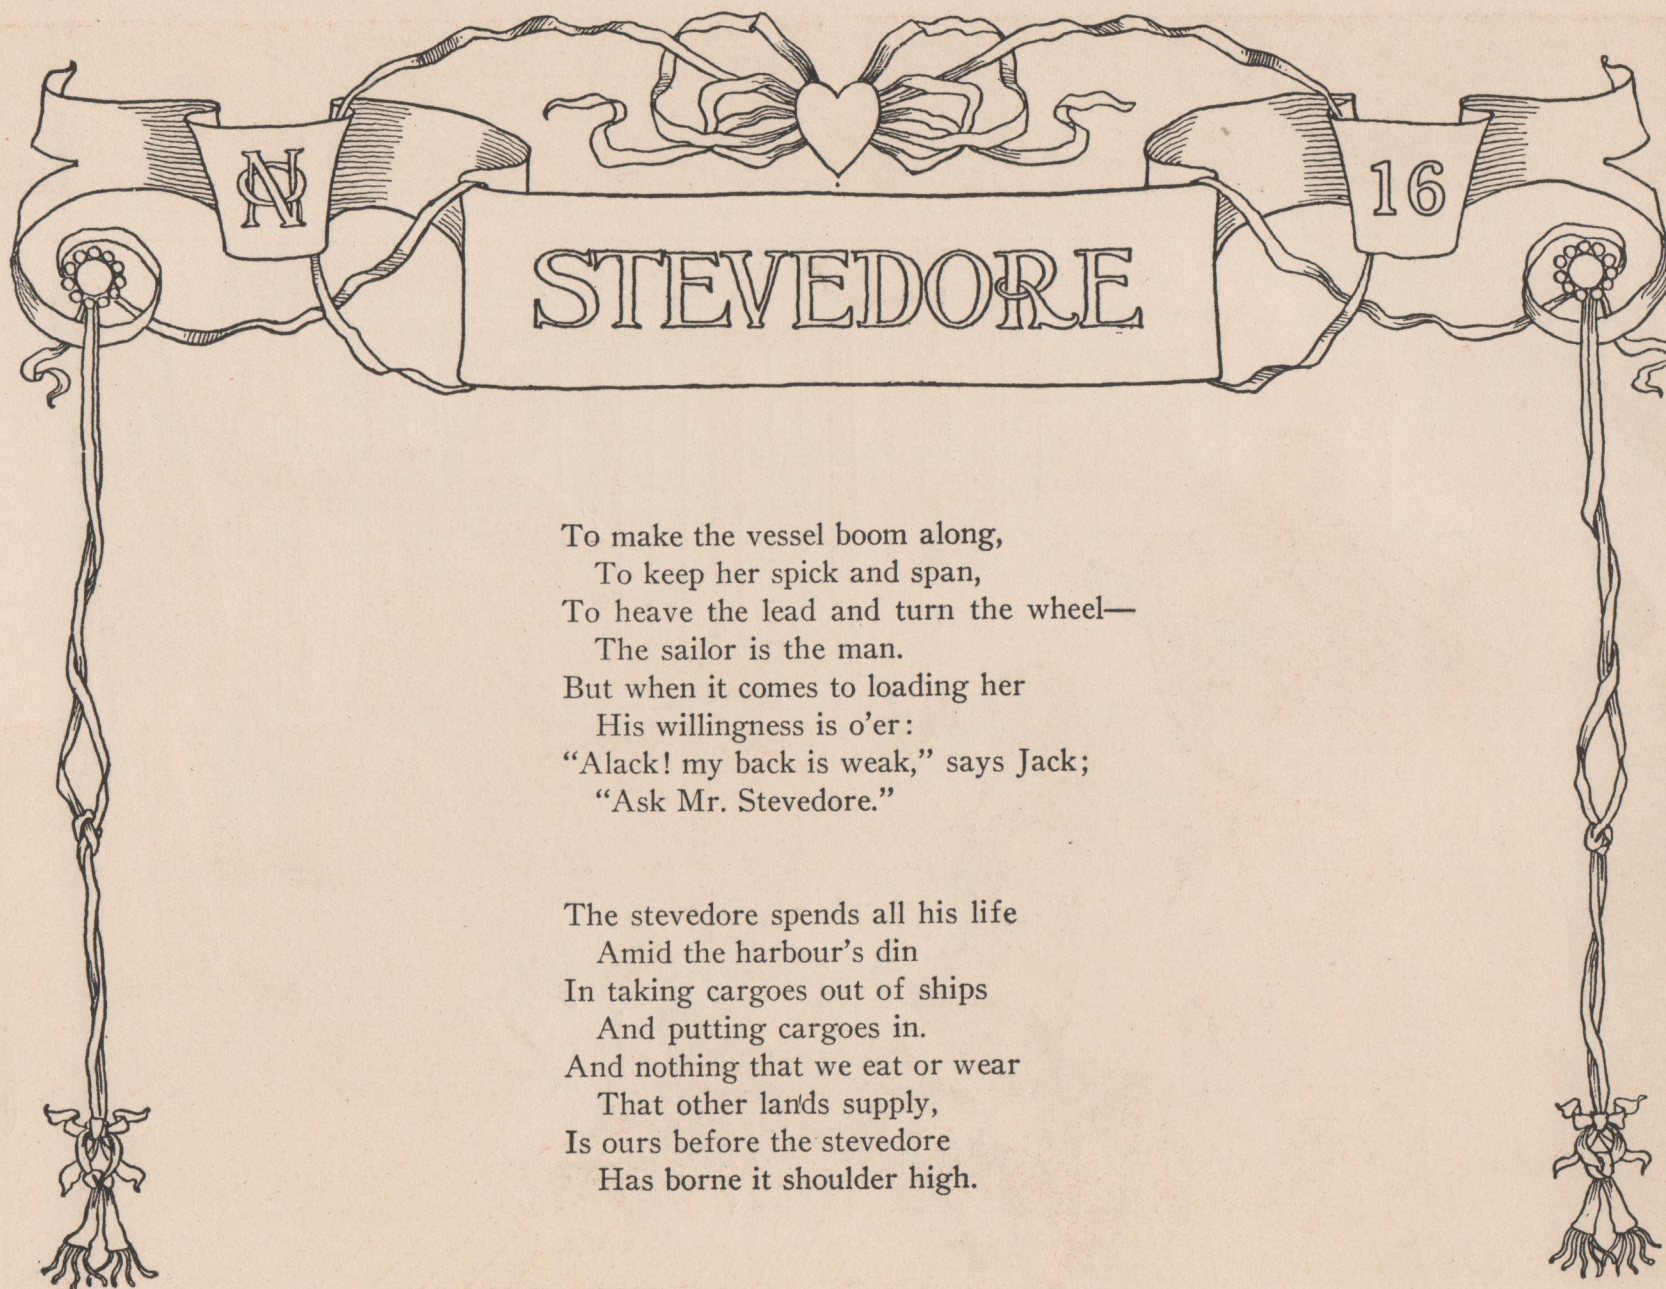 NO
16
STEVEDORE
To make the vessel boom along,
To keep her spick and span,
To heave the lead and turn the wheel—
The sailor is the man.
But when it comes to loading her
His willingness is o'er:
“Alack! my back is weak,” says Jack;
“Ask Mr. Stevedore.”
The stevedore spends all his life
Amid the harbour's din
In taking cargoes out of ships
And putting cargoes in.
And nothing that we eat or wear
That other lands supply,
Is ours before the stevedore
Has borne it shoulder high.